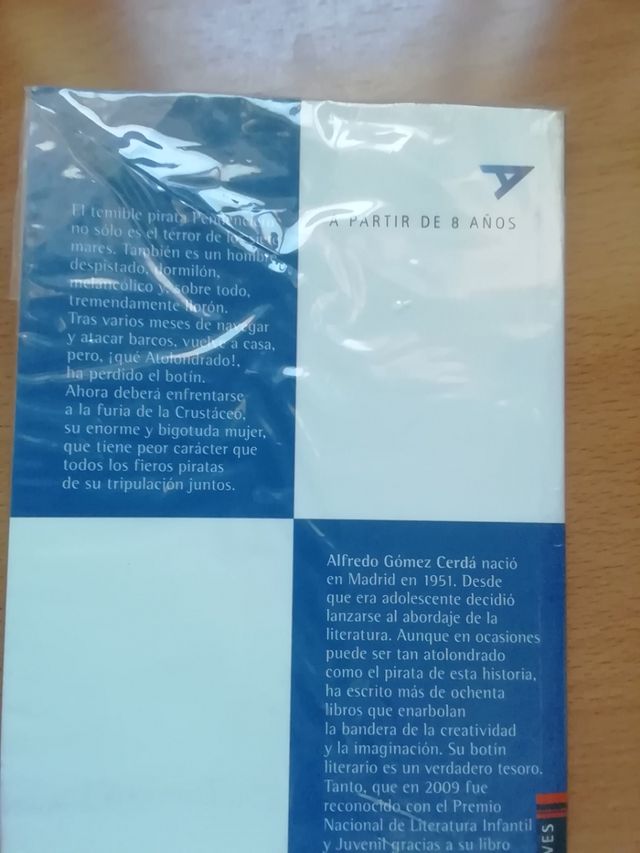 El temible pirata
no sólo es el terror de los siete
mares. También es un hombre
despistado, dormilón,
melancólico y, sobre todo,
tremendamente llorón.
Tras varios meses de navegar
y atacar barcos, vuelve a casa,
pero, ¡qué Atolondrado!,
ha perdido el botín.
Ahora deberá enfrentarse
a la furia de la Crustáceo,
su enorme y bigotuda mujer,
que tiene peor carácter que
todos los fieros piratas
de su tripulación juntos.
A PARTIR DE 8 AÑOS
Alfredo Gómez Cerdá nació
en Madrid en 1951. Desde
que era adolescente decidió
lanzarse al abordaje de la
literatura. Aunque en ocasiones
puede ser tan atolondrado
como el pirata de esta historia,
ha escrito más de ochenta
libros que enarbolan
la bandera de la creatividad
y la imaginación. Su botín
literario es un verdadero tesoro.
Tanto, que en 2009 fue
reconocido con el Premio
Nacional de Literatura Infantil
y Juvenil gracias a su libro
VES